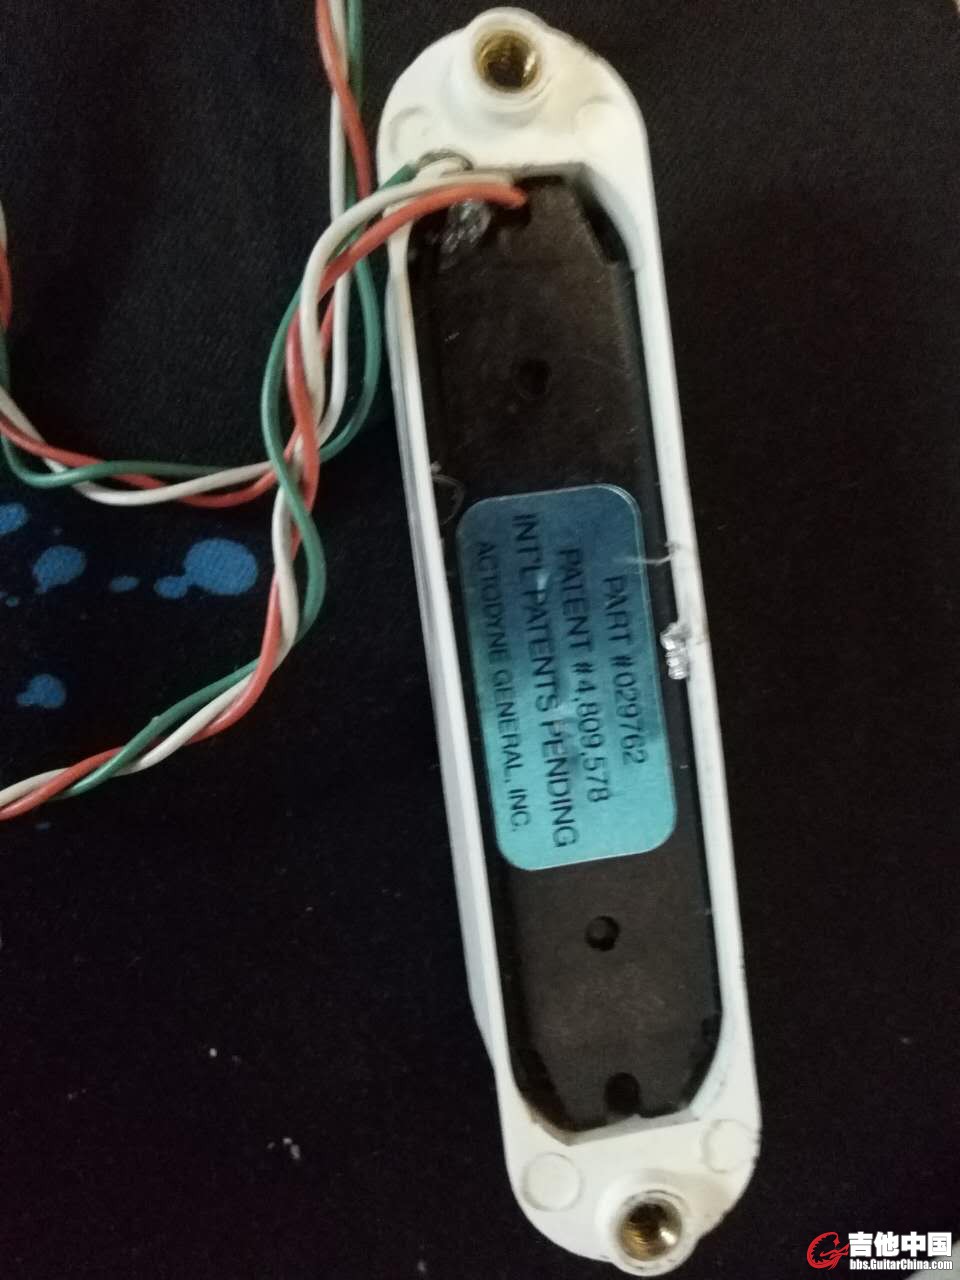 PART #029762
PATENT #4,809,578
INT'L PATENTS PENDING
ACTODYNE GENERAL, INC.
吉他中国
bbs.GuitarChina.com